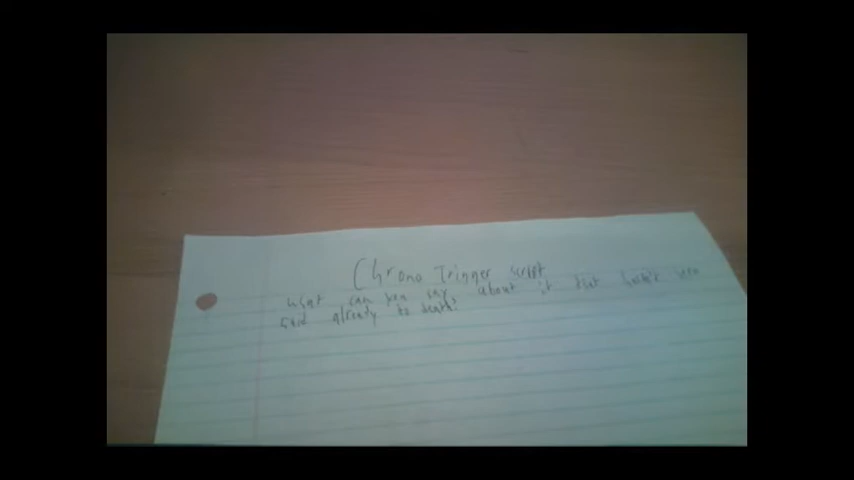 Chrono Trigger script
what can you say about it that hasn't been
said already to death?